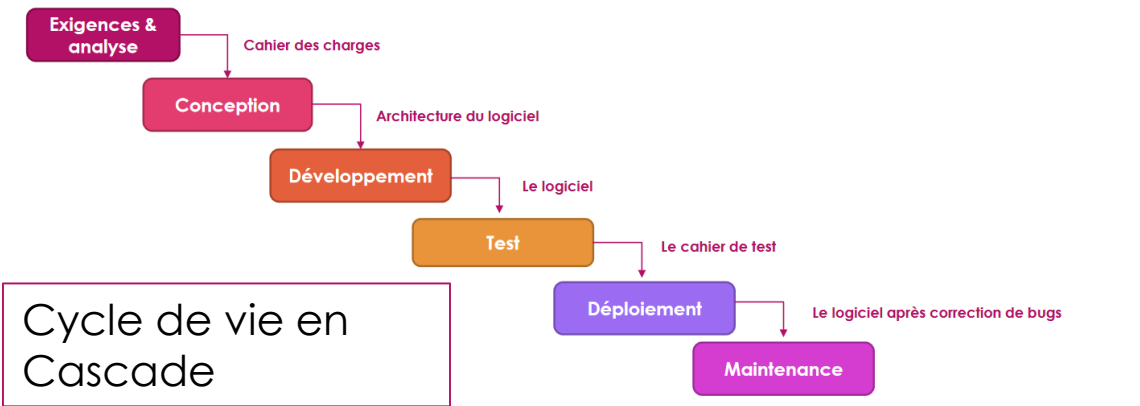 Exigences &
analyse
Cahier des charges
Conception
Architecture du logiciel
Développement
Le logiciel
Test
Le cahier de test
Déploiement
Le logiciel après correction de bugs
Maintenance
Cycle de vie en
Cascade